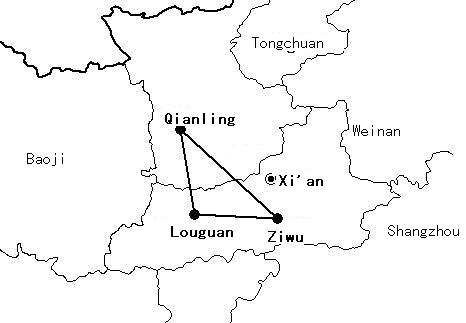 Tongchuan
Qianling
Weinan
Baoji
Xi'an
Louguan
Ziwu
Shangzhou